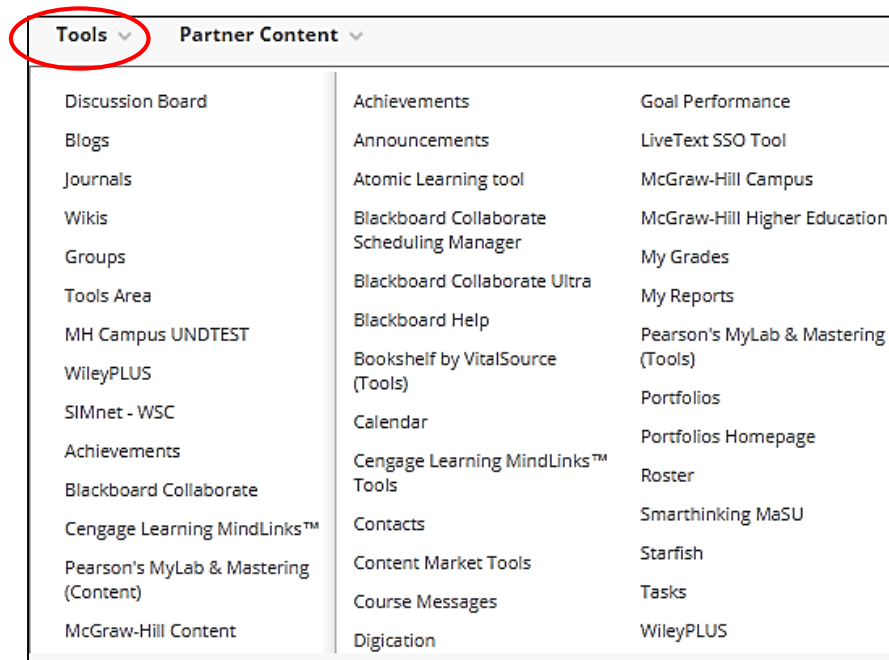 Tools
Partner Content
Discussion Board
Blogs
Journals
Wikis
Groups
Tools Area
MH Campus UNDTEST
WileyPLUS
SIMnet - WSC
Achievements
Blackboard Collaborate
Cengage Learning MindLinks™
Pearson's MyLab & Mastering
(Content)
McGraw-Hill Content
Achievements
Announcements
Atomic Learning tool
Blackboard Collaborate
Scheduling Manager
Blackboard Collaborate Ultra
Blackboard Help
Bookshelf by VitalSource
(Tools)
Calendar
Cengage Learning MindLinks™
Tools
Contacts
Content Market Tools
Course Messages
Digication
Goal Performance
LiveText SSO Tool
McGraw-Hill Campus
McGraw-Hill Higher Education
My Grades
My Reports
Pearson's MyLab & Mastering
(Tools)
Portfolios
Portfolios Homepage
Roster
Smarthinking MaSU
Starfish
Tasks
WileyPLUS